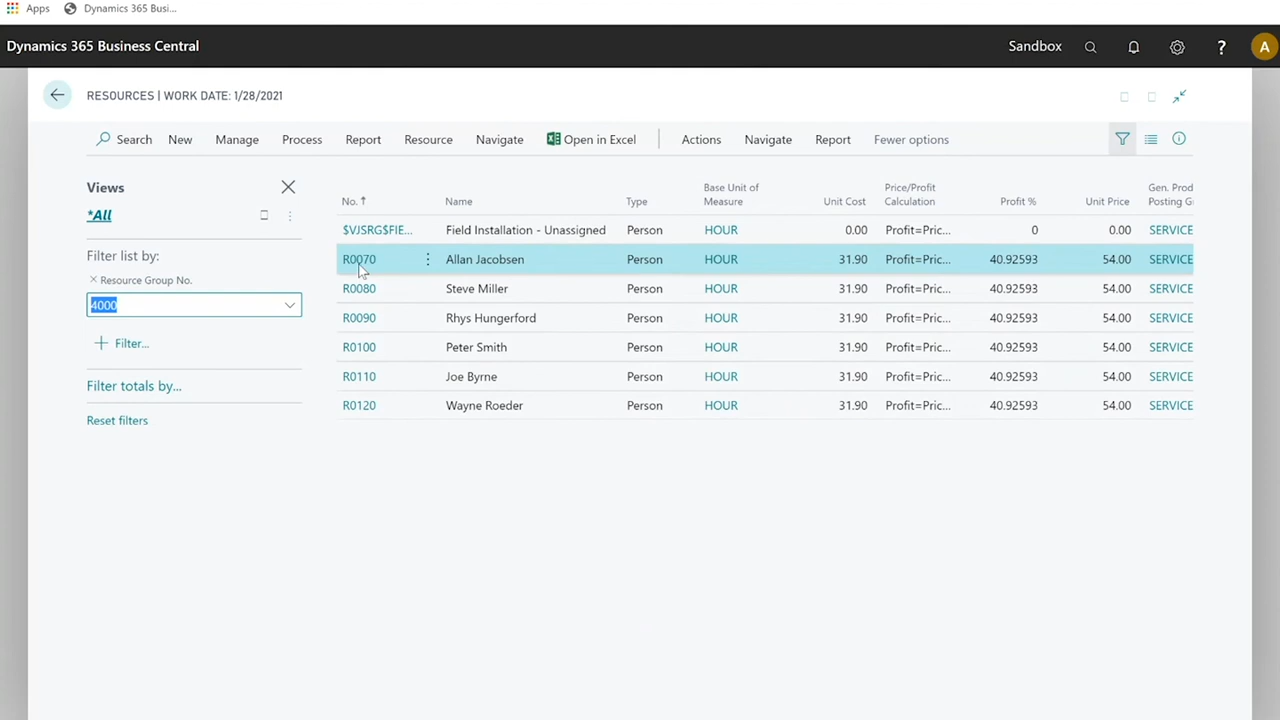 Apps Dynamics 365 Busi...
Dynamics 365 Business Central
Sandbox ? A
RESOURCES | WORK DATE: 1/28/2021
Search New Manage Process Report Resource Navigate Open in Excel Actions Navigate Report Fewer options
Views
*All
Filter list by:
Resource Group No.
4000
Filter...
Filter totals by...
Reset filters
No. Name Type Base Unit of Measure Unit Cost Price/Profit Calculation Profit % Unit Price Gen. Prod Posting G
$VJSRG$FIE... Field Installation - Unassigned Person HOUR 0.00 Profit=Pric... 0 0.00 SERVICE
R0070 Allan Jacobsen Person HOUR 31.90 Profit=Pric... 40.92593 54.00 SERVICE
R0080 Steve Miller Person HOUR 31.90 Profit=Pric... 40.92593 54.00 SERVICE
R0090 Rhys Hungerford Person HOUR 31.90 Profit=Pric... 40.92593 54.00 SERVICE
R0100 Peter Smith Person HOUR 31.90 Profit=Pric... 40.92593 54.00 SERVICE
R0110 Joe Byrne Person HOUR 31.90 Profit=Pric... 40.92593 54.00 SERVICE
R0120 Wayne Roeder Person HOUR 31.90 Profit=Pric... 40.92593 54.00 SERVICE